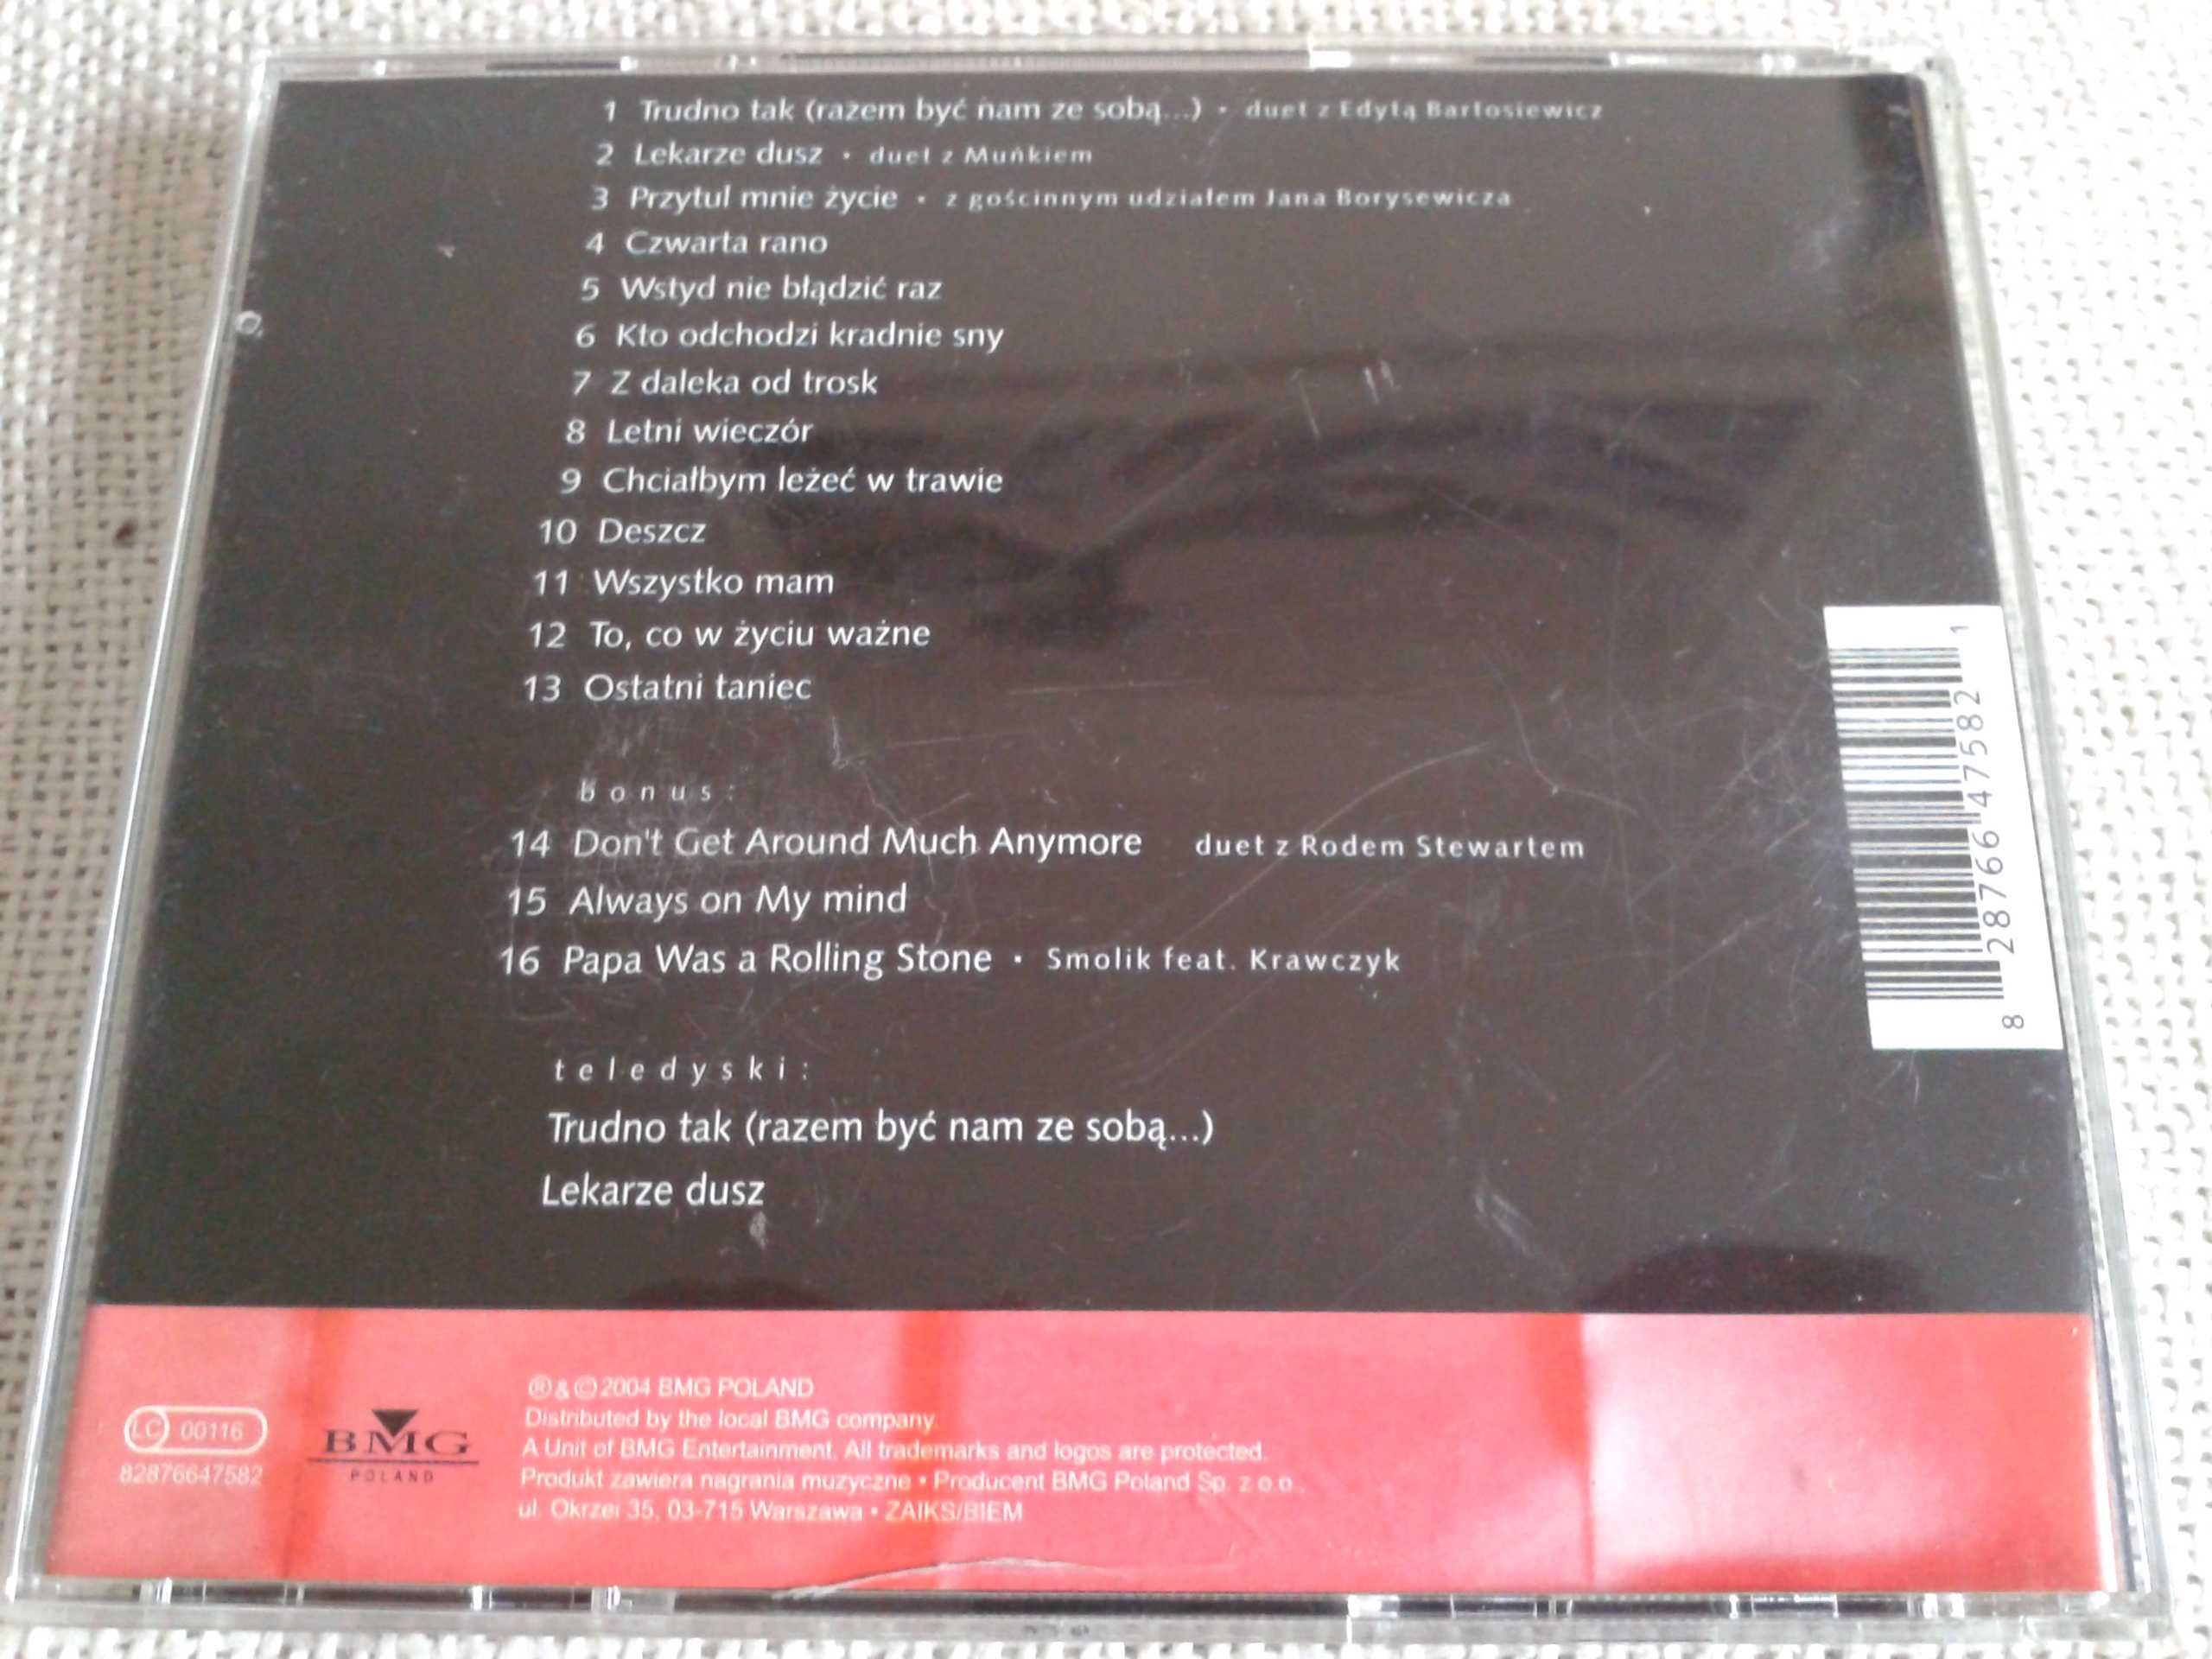 1 Trudno tak (razem być nam ze sobą...) • duet z Edytą Bartosiewicz
2 Lekarze dusz • duet z Muńkiem
3 Przytul mnie życie • z gościnnym udziałem Jana Borysewicza
4 Czwarta rano
5 Wstyd nie błądzić raz
6 Kto odchodzi kradnie sny
7 Z daleka od trosk
8 Letni wieczór
9 Chciałbym leżeć w trawie
10 Deszcz
11 Wszystko mam
12 To, co w życiu ważne
13 Ostatni taniec
bonus:
14 Don't Get Around Much Anymore duet z Rodem Stewartem
15 Always on My mind
16 Papa Was a Rolling Stone • Smolik feat. Krawczyk
teledyski:
Trudno tak (razem być nam ze sobą...)
Lekarze dusz
8 28766 47582 1
LC 00116
82876647582
BMG
POLAND
®&©2004 BMG POLAND
Distributed by the local BMG company.
A Unit of BMG Entertainment. All trademarks and logos are protected.
Produkt zawiera nagrania muzyczne • Producent BMG Poland Sp. z o.o.,
ul. Okrzei 35, 03-715 Warszawa • ZAIKS/BIEM